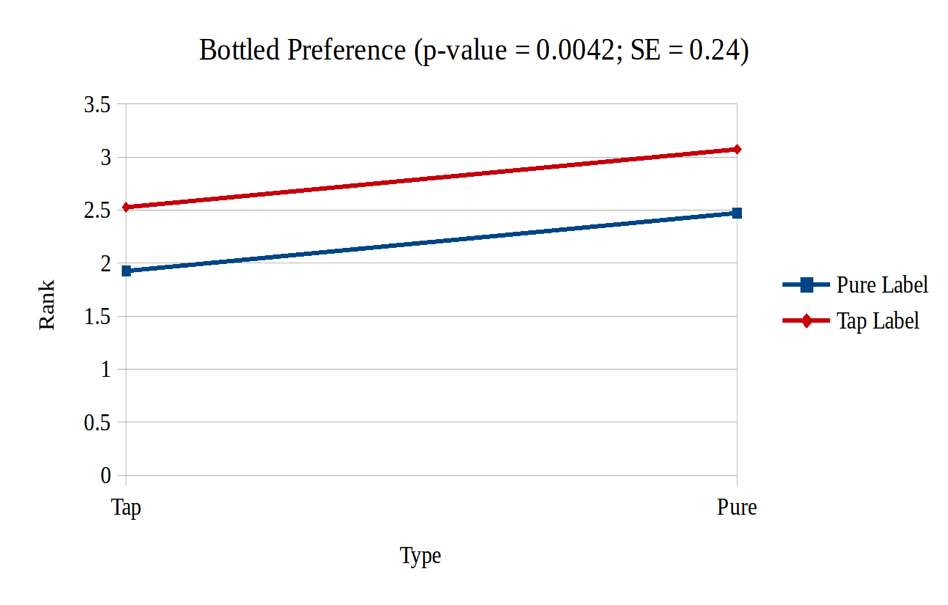 Bottled Preference (p-value = 0.0042; SE = 0.24)
3.5
3
2.5
2
1.5
1
0.5
0
Rank
Tap
Pure
Type
Pure Label
Tap Label